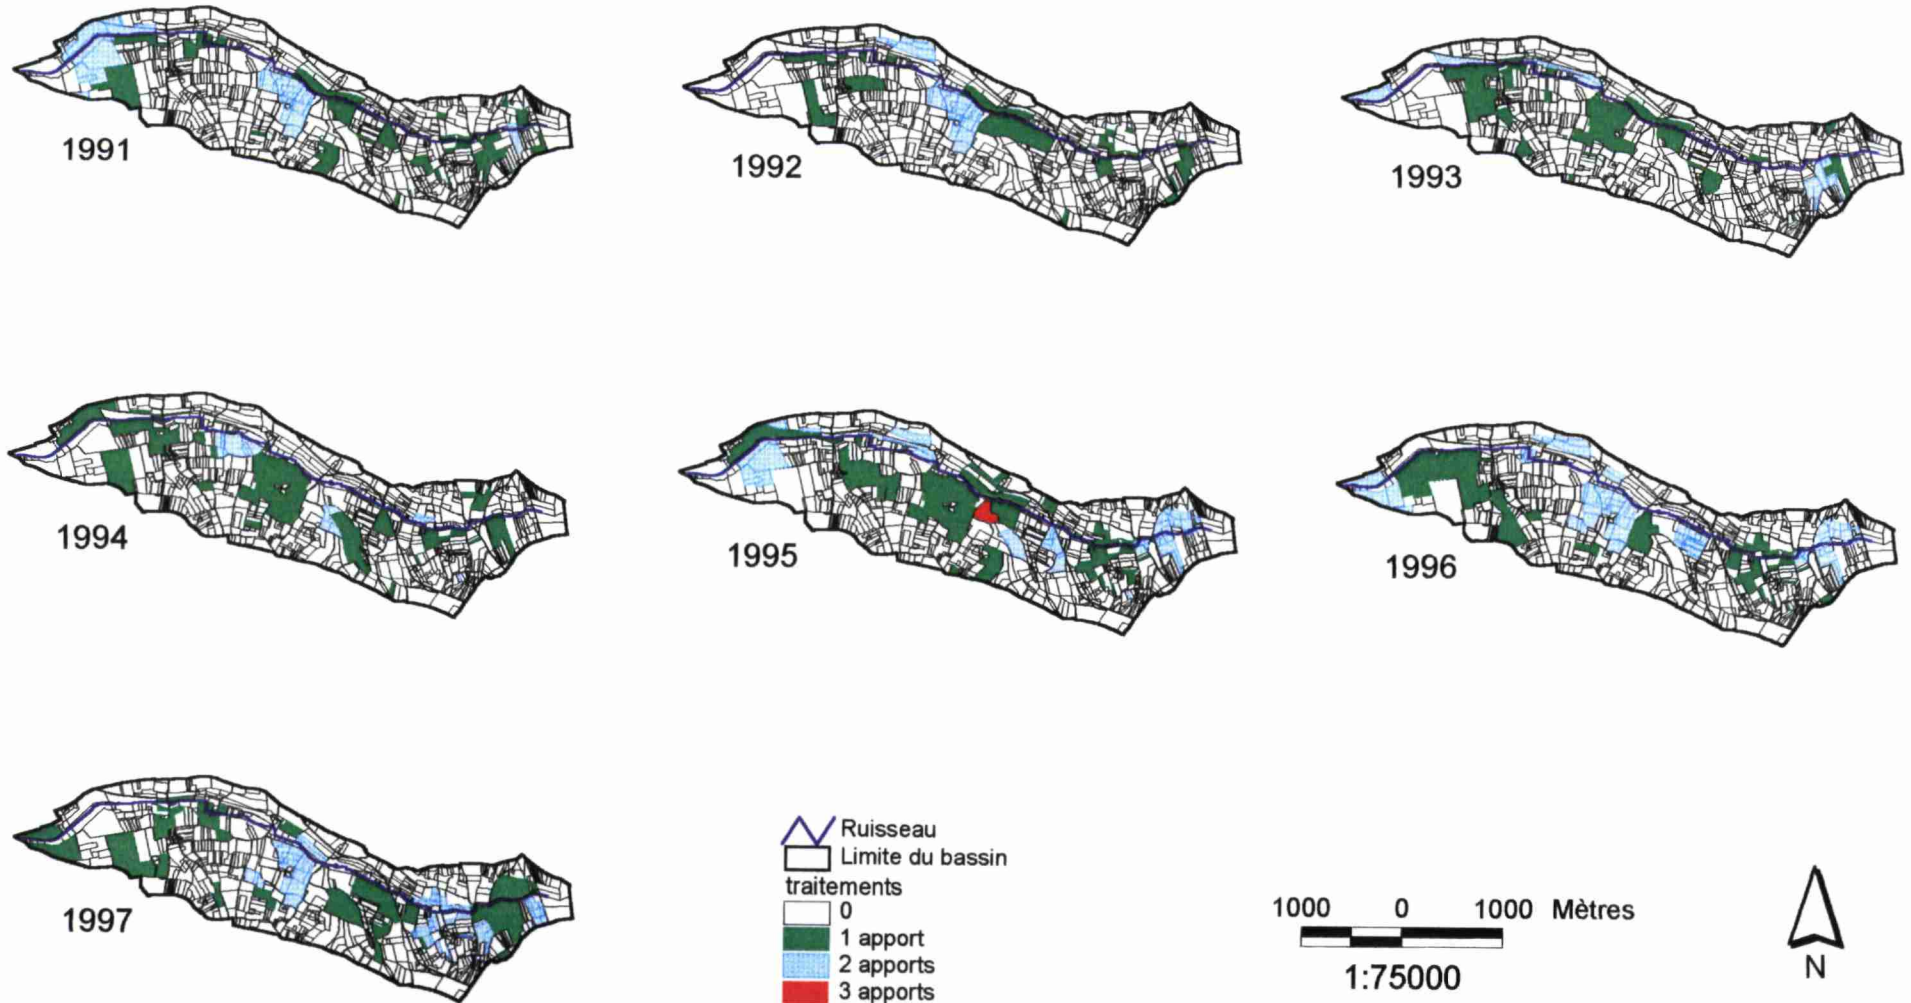 1991
1992
1993
1994
1995
1996
1997
Ruisseau
Limite du bassin
traitements
0
1 apport
2 apports
3 apports
1000 0 1000 Mètres
1:75000
N